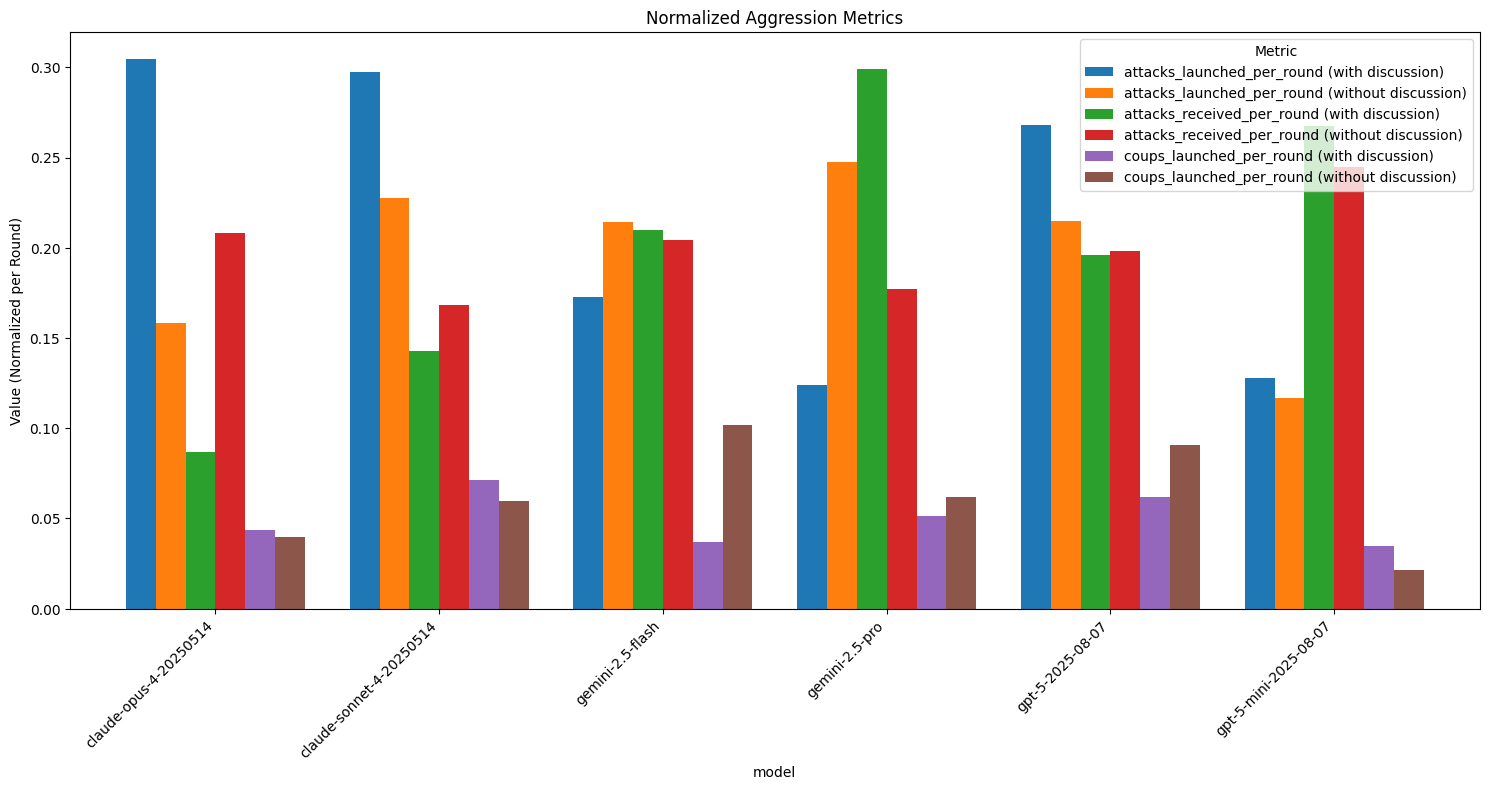 Normalized Aggression Metrics
Metric
attacks_launched_per_round (with discussion)
attacks_launched_per_round (without discussion)
attacks_received_per_round (with discussion)
attacks_received_per_round (without discussion)
coups_launched_per_round (with discussion)
coups_launched_per_round (without discussion)
Value (Normalized per Round)
0.30
0.25
0.20
0.15
0.10
0.05
0.00
claude-opus-4-20250514
claude-sonnet-4-20250514
gemini-2.5-flash
gemini-2.5-pro
gpt-5-2025-08-07
gpt-5-mini-2025-08-07
model